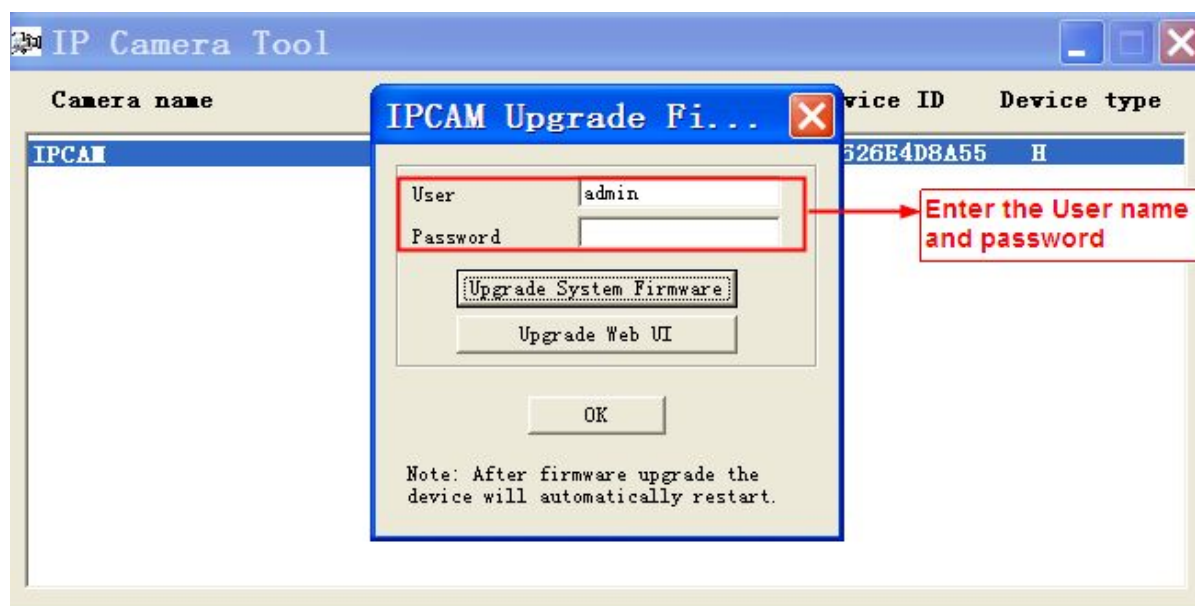 IP Camera Tool
Camera name
vice ID Device type
IPCAM
626E4D8A55 H
IPCAM Upgrade Fi...
User admin
Password
Upgrade System Firmware
Upgrade Web UI
OK
Note: After firmware upgrade the
device will automatically restart.
Enter the User name
and password